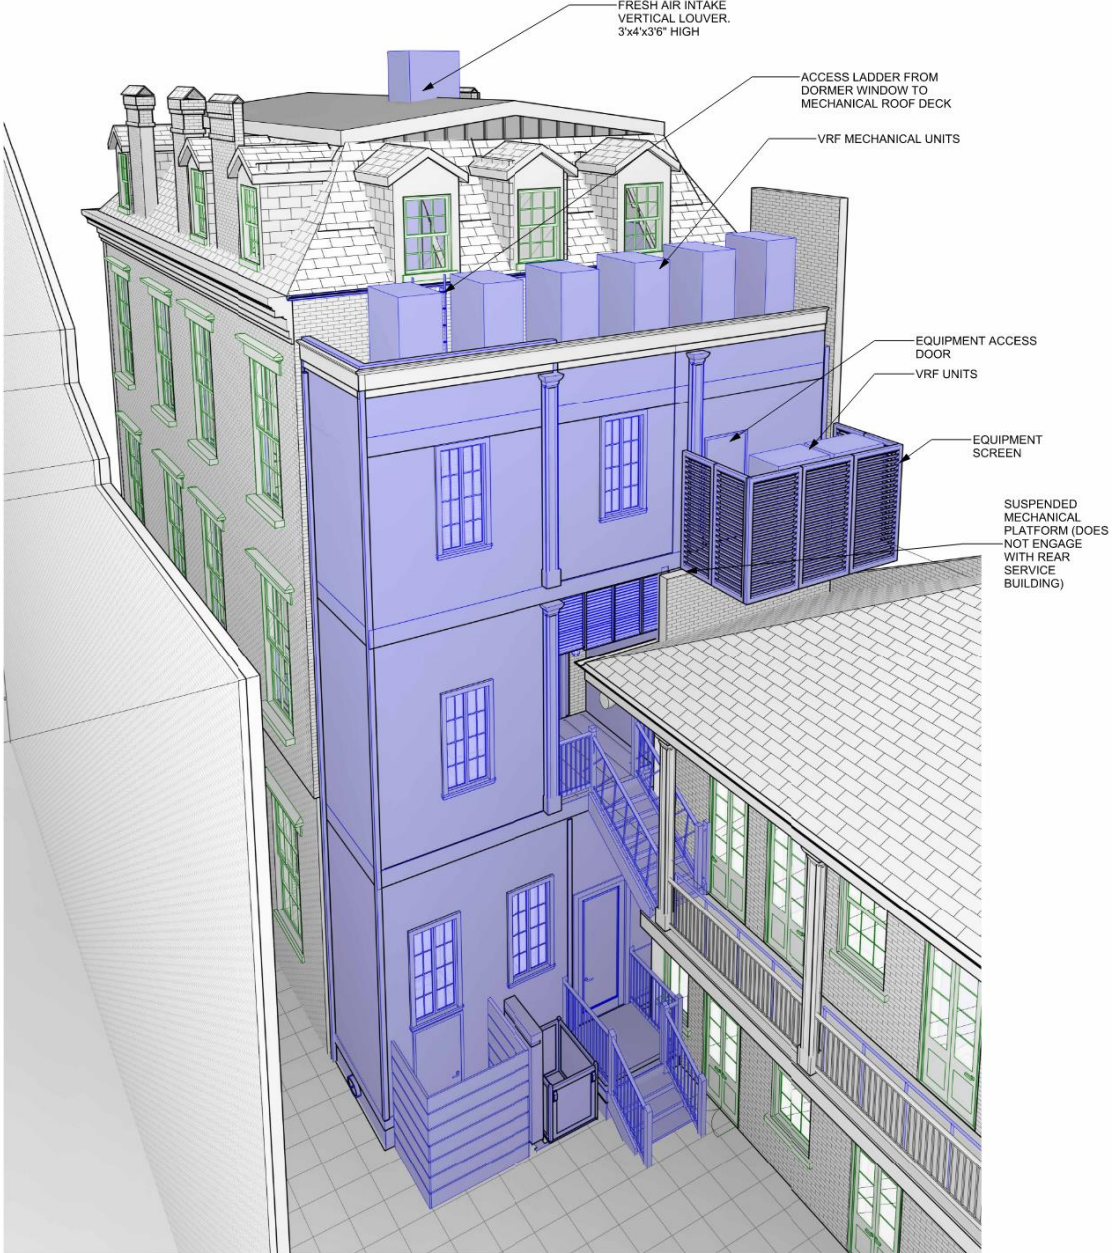 FRESH AIR INTAKE
VERTICAL LOUVER.
3'x4'x3'6" HIGH
ACCESS LADDER FROM
DORMER WINDOW TO
MECHANICAL ROOF DECK
VRF MECHANICAL UNITS
EQUIPMENT ACCESS
DOOR
VRF UNITS
EQUIPMENT
SCREEN
SUSPENDED
MECHANICAL
PLATFORM (DOES
NOT ENGAGE
WITH REAR
SERVICE
BUILDING)